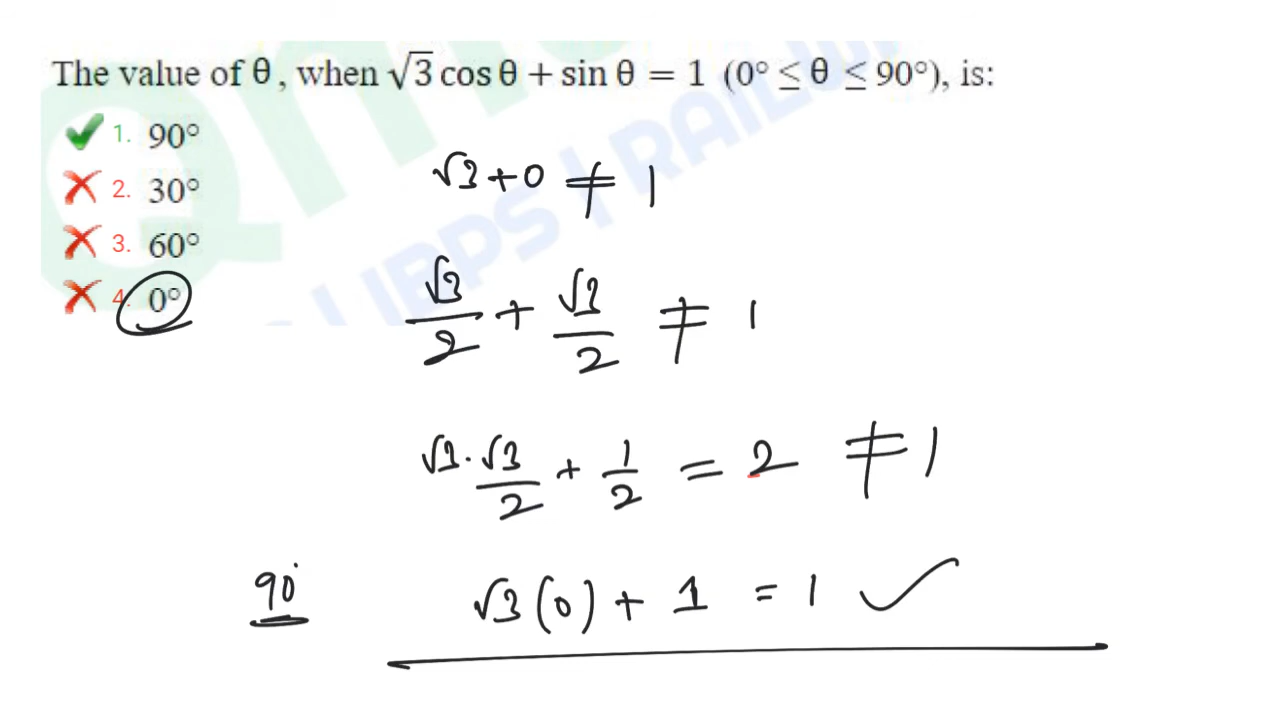 The value of θ, when √3 cos θ + sin θ = 1 (0° ≤ θ ≤ 90°), is:
1. 90°
2. 30°
3. 60°
4. 0°
√3 + 0 ≠ 1
√3/2 + √3/2 ≠ 1
√3 · √3/2 + 1/2 = 2 ≠ 1
90° √3(0) + 1 = 1 ✓
IBPS | RAILW